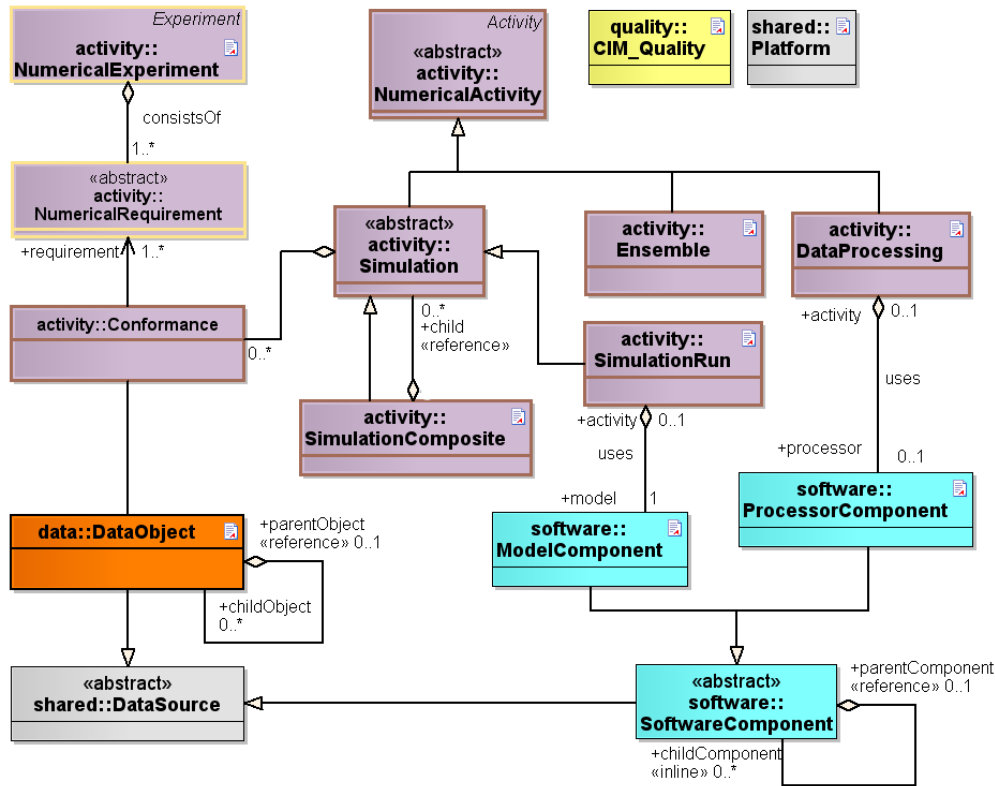 Experiment
activity::
NumericalExperiment
consistsOf
1..*
«abstract»
activity::
NumericalRequirement
+requirement
1..*
activity::Conformance
0..*
Activity
«abstract»
activity::
NumericalActivity
quality::
CIM_Quality
shared::
Platform
«abstract»
activity::
Simulation
0..*
+child
«reference»
activity::
SimulationComposite
activity::
Ensemble
activity::
DataProcessing
+activity
0..1
uses
+processor
0..1
activity::
SimulationRun
+activity
0..1
uses
+model
1
software::
ModelComponent
software::
ProcessorComponent
data::DataObject
+parentObject
«reference» 0..1
+childObject
0..*
«abstract»
shared::DataSource
«abstract»
software::
SoftwareComponent
+parentComponent
«reference» 0..1
+childComponent
«inline» 0..*